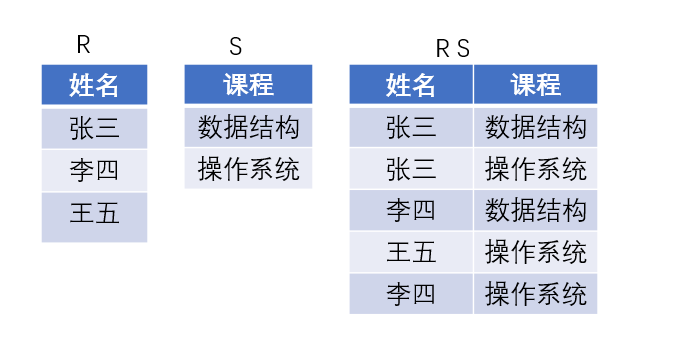 R S R S
姓名 课程 姓名 课程
张三 数据结构 张三 数据结构
李四 操作系统 张三 操作系统
王五 李四 数据结构
王五 操作系统
李四 操作系统